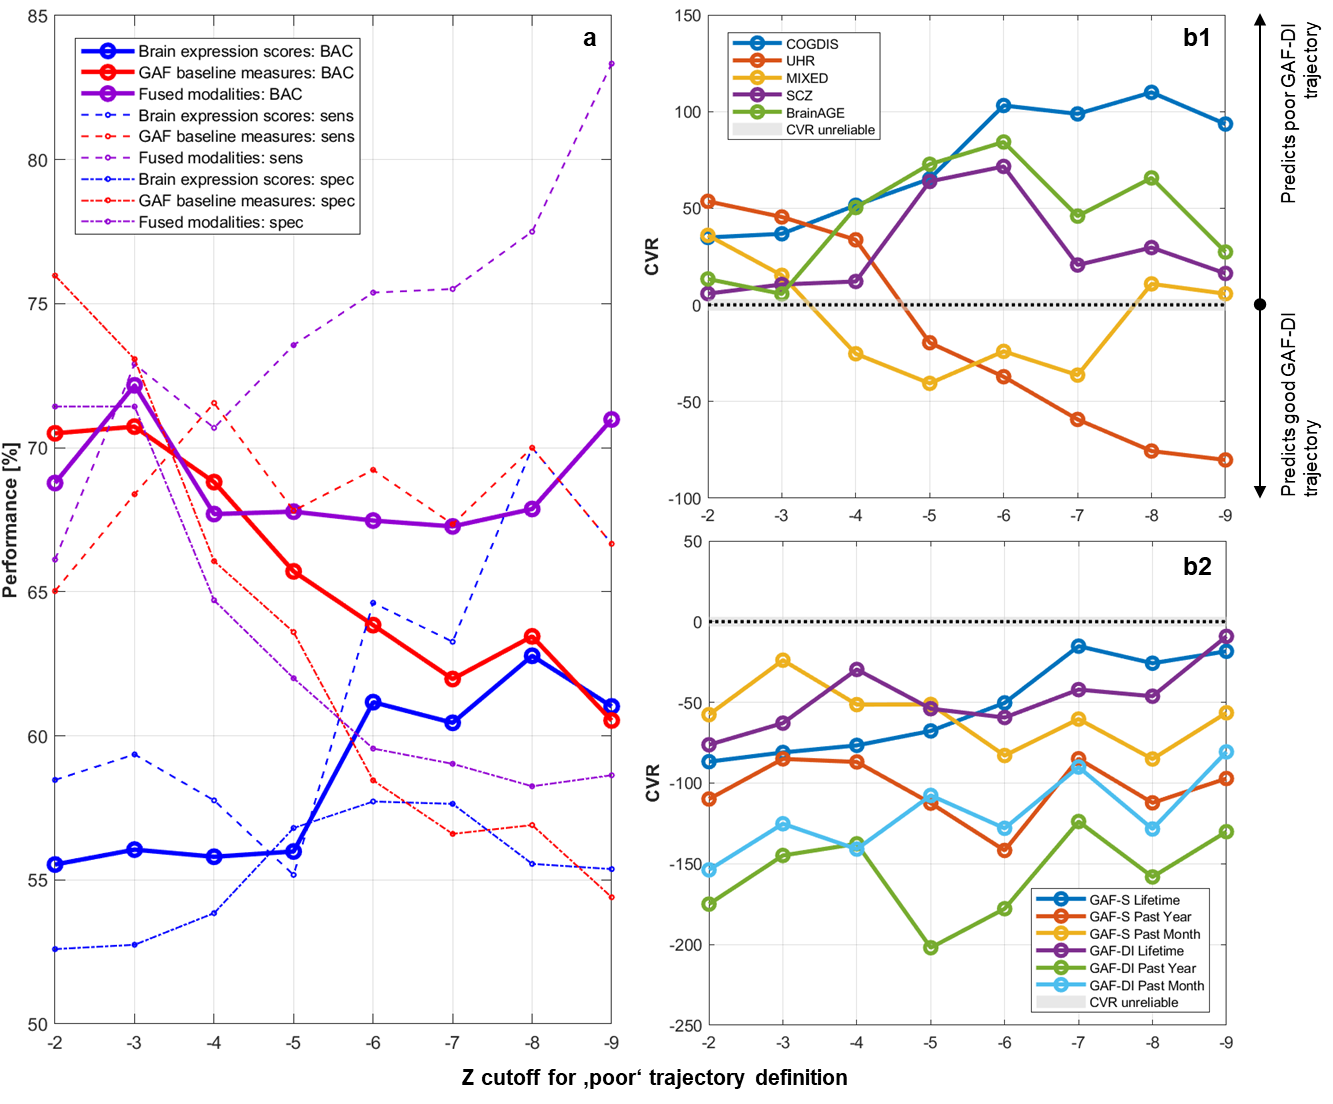 a
85
80
75
70
65
60
55
50
Performance [%]
Brain expression scores: BAC
GAF baseline measures: BAC
Fused modalities: BAC
Brain expression scores: sens
GAF baseline measures: sens
Fused modalities: sens
Brain expression scores: spec
GAF baseline measures: spec
Fused modalities: spec
-2 -3 -4 -5 -6 -7 -8 -9
b1
150
100
50
0
-50
-100
CVR
COGDIS
UHR
MIXED
SCZ
BrainAGE
CVR unreliable
-2 -3 -4 -5 -6 -7 -8 -9
Predicts poor GAF-DI
trajectory
Predicts good GAF-DI
trajectory
b2
50
0
-50
-100
-150
-200
-250
CVR
GAF-S Lifetime
GAF-S Past Year
GAF-S Past Month
GAF-DI Lifetime
GAF-DI Past Year
GAF-DI Past Month
CVR unreliable
-2 -3 -4 -5 -6 -7 -8 -9
Z cutoff for ‚poor‘ trajectory definition